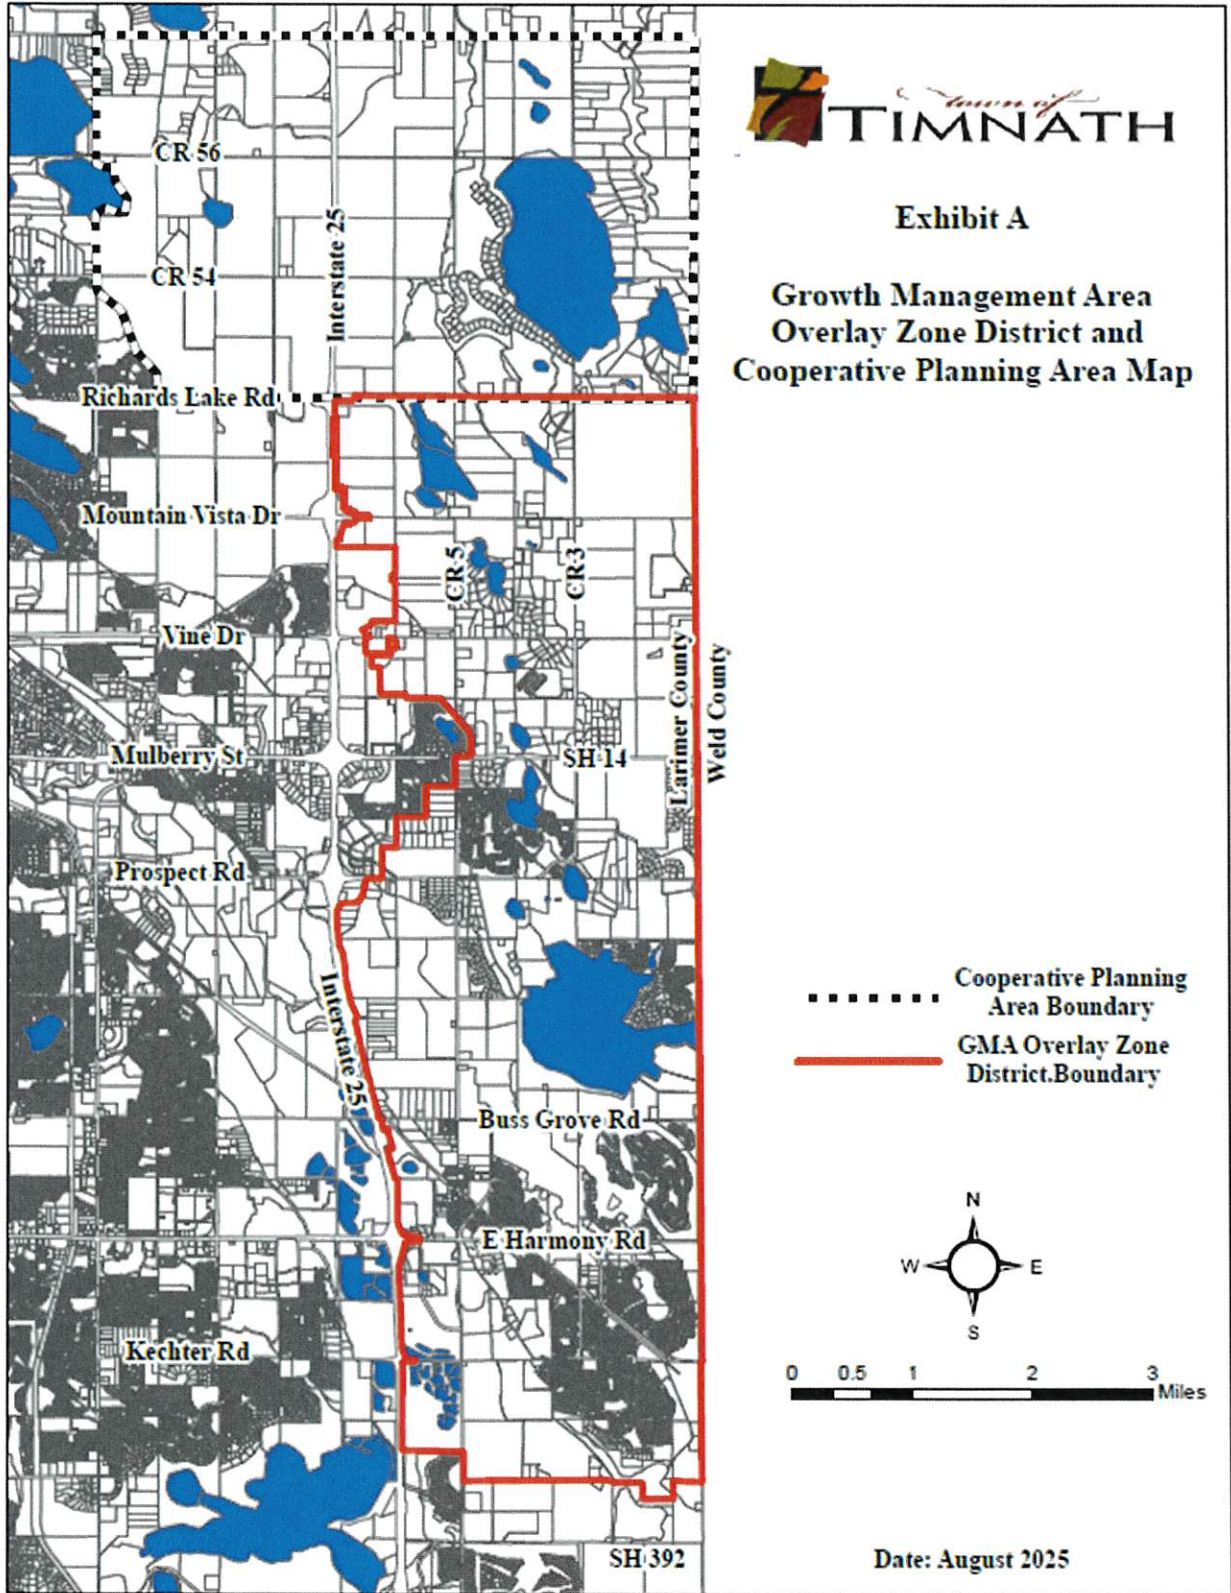 town of
TIMNATH
Exhibit A
Growth Management Area
Overlay Zone District and
Cooperative Planning Area Map
CR 56
Interstate 25
CR 54
Richards Lake Rd
Mountain Vista Dr
CR 5
CR 3
Vine Dr
Larimer County
Weld County
Mulberry St
SH 14
Prospect Rd
Interstate 25
Cooperative Planning
Area Boundary
GMA Overlay Zone
District.Boundary
Buss Grove Rd
E Harmony Rd
Kechter Rd
N
W
E
S
0 0.5 1 2 3
Miles
SH 392
Date: August 2025